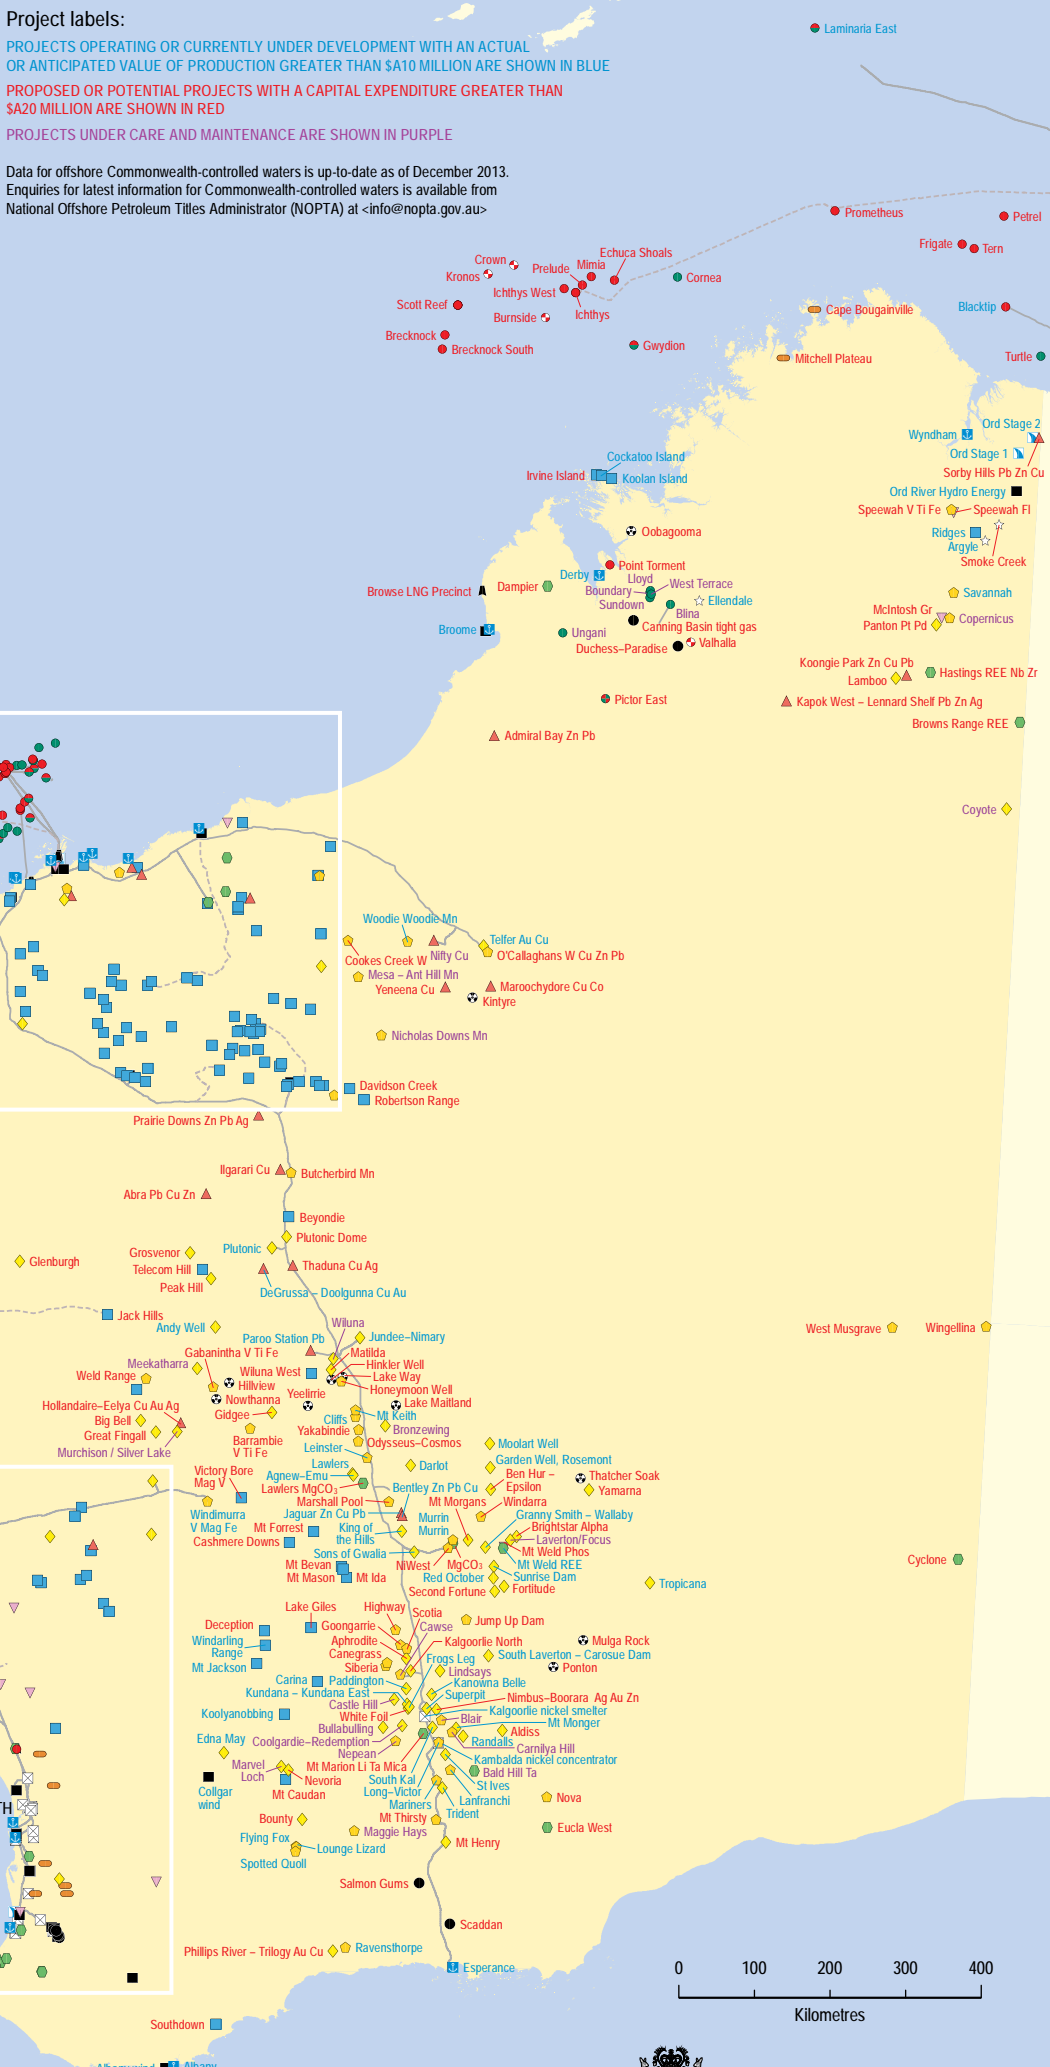 Project labels:
PROJECTS OPERATING OR CURRENTLY UNDER DEVELOPMENT WITH AN ACTUAL
OR ANTICIPATED VALUE OF PRODUCTION GREATER THAN $A10 MILLION ARE SHOWN IN BLUE
PROPOSED OR POTENTIAL PROJECTS WITH A CAPITAL EXPENDITURE GREATER THAN
$A20 MILLION ARE SHOWN IN RED
PROJECTS UNDER CARE AND MAINTENANCE ARE SHOWN IN PURPLE
Data for offshore Commonwealth-controlled waters is up-to-date as of December 2013.
Enquiries for latest information for Commonwealth-controlled waters is available from
National Offshore Petroleum Titles Administrator (NOPTA) at <info@nopta.gov.au>
Laminaria East
Prometheus
Petrel
Frigate
Tern
Echuca Shoals
Crown
Prelude
Mimia
Kronos
Cornea
Ichthys West
Scott Reef
Ichthys
Burnside
Cape Bougainville
Blacktip
Brecknock
Brecknock South
Gwydion
Mitchell Plateau
Turtle
Ord Stage 2
Wyndham
Ord Stage 1
Cockatoo Island
Irvine Island
Koolan Island
Sorby Hills Pb Zn Cu
Ord River Hydro Energy
Speewah V Ti Fe
Speewah Fl
Oobagooma
Ridges
Argyle
Smoke Creek
Point Torment
Derby
Lloyd
West Terrace
Dampier
Boundary
Browse LNG Precinct
Sundown
Ellendale
Blina
Savannah
McIntosh Gr
Copernicus
Panton Pt Pd
Broome
Ungani
Canning Basin tight gas
Duchess–Paradise
Valhalla
Koongie Park Zn Cu Pb
Lamboo
Hastings REE Nb Zr
Pictor East
Kapok West – Lennard Shelf Pb Zn Ag
Browns Range REE
Admiral Bay Zn Pb
Coyote
Woodie Woodie Mn
Telfer Au Cu
Cookes Creek W
Nifty Cu
O'Callaghans W Cu Zn Pb
Mesa – Ant Hill Mn
Yeneena Cu
Maroochydore Cu Co
Kintyre
Nicholas Downs Mn
Davidson Creek
Robertson Range
Prairie Downs Zn Pb Ag
Ilgarari Cu
Butcherbird Mn
Abra Pb Cu Zn
Beyondie
Plutonic Dome
Grosvenor
Plutonic
Glenburgh
Telecom Hill
Thaduna Cu Ag
Peak Hill
DeGrussa – Doolgunna Cu Au
Jack Hills
Andy Well
Wiluna
West Musgrave
Wingellina
Paroo Station Pb
Jundee–Nimary
Gabanintha V Ti Fe
Matilda
Meekatharra
Hinkler Well
Weld Range
Wiluna West
Lake Way
Hillview
Honeymoon Well
Yeelirrie
Nowthanna
Lake Maitland
Hollandaire–Eelya Cu Au Ag
Gidgee
Mt Keith
Big Bell
Cliffs
Great Fingall
Yakabindie
Bronzewing
Murchison / Silver Lake
Barrambie
V Ti Fe
Odysseus–Cosmos
Moolart Well
Leinster
Garden Well, Rosemont
Lawlers
Darlot
Victory Bore
Mag V
Agnew–Emu
Ben Hur –
Epsilon
Thatcher Soak
Lawlers MgCO3
Bentley Zn Pb Cu
Yamarna
Marshall Pool
Mt Morgans
Windarra
Windimurra
V Mag Fe
Jaguar Zn Cu Pb
Granny Smith – Wallaby
Mt Forrest
King of
the Hills
Murrin
Murrin
Brightstar Alpha
Cashmere Downs
Laverton/Focus
Sons of Gwalia
Mt Weld Phos
Mt Bevan
NiWest
MgCO3
Mt Weld REE
Cyclone
Mt Mason
Mt Ida
Red October
Sunrise Dam
Second Fortune
Fortitude
Tropicana
Lake Giles
Highway
Scotia
Deception
Goongarrie
Cawse
Jump Up Dam
Windarling
Range
Aphrodite
Kalgoorlie North
Mulga Rock
Canegrass
Frogs Leg
South Laverton – Carosue Dam
Mt Jackson
Siberia
Lindsays
Ponton
Carina
Paddington
Kanowna Belle
Kundana – Kundana East
Superpit
Castle Hill
Nimbus–Boorara Ag Au Zn
Koolyanobbing
White Foil
Kalgoorlie nickel smelter
Bullabulling
Blair
Mt Monger
Edna May
Coolgardie–Redemption
Aldiss
Nepean
Randalls
Carnilya Hill
Marvel
Loch
Mt Marion Li Ta Mica
Kambalda nickel concentrator
Nevoria
South Kal
Bald Hill Ta
Collgar
wind
Mt Caudan
Long–Victor
St Ives
Mariners
Lanfranchi
Nova
Trident
Bounty
Mt Thirsty
Eucla West
Flying Fox
Maggie Hays
Lounge Lizard
Mt Henry
Spotted Quoll
TH
Salmon Gums
Scaddan
Phillips River – Trilogy Au Cu
Ravensthorpe
Esperance
0 100 200 300 400
Kilometres
Southdown
Albany